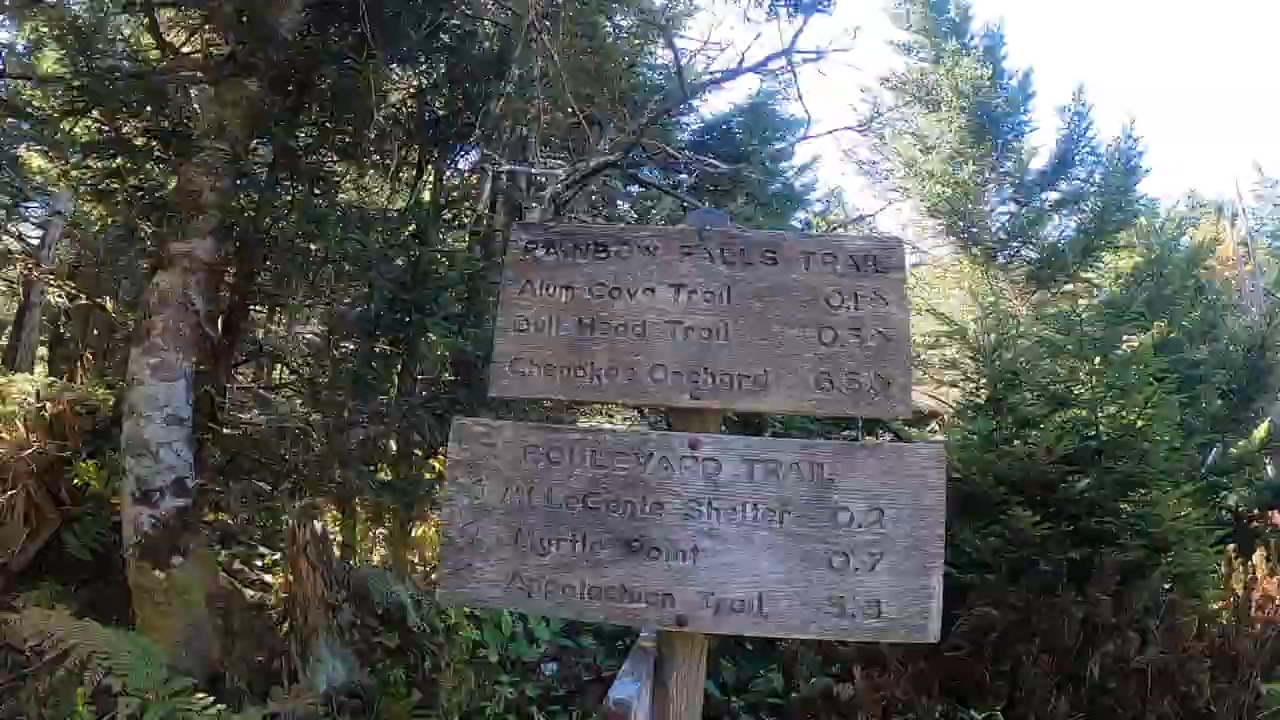 RAINBOW FALLS TRAIL
Alum Cave Trail
Bull Head Trail
Cherokee Orchard
BOULEVARD TRAIL
Mt LeConte Shelter 0.2
Myrtle Point 0.7
Appalachian Trail